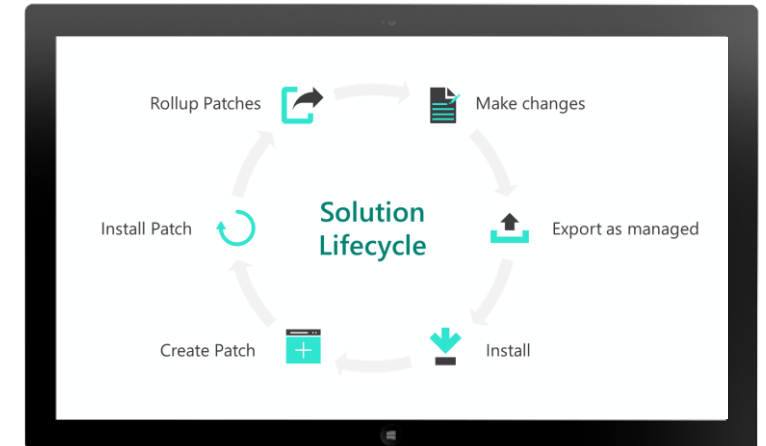 Rollup Patches
Make changes
Solution
Lifecycle
Install Patch
Export as managed
Create Patch
Install